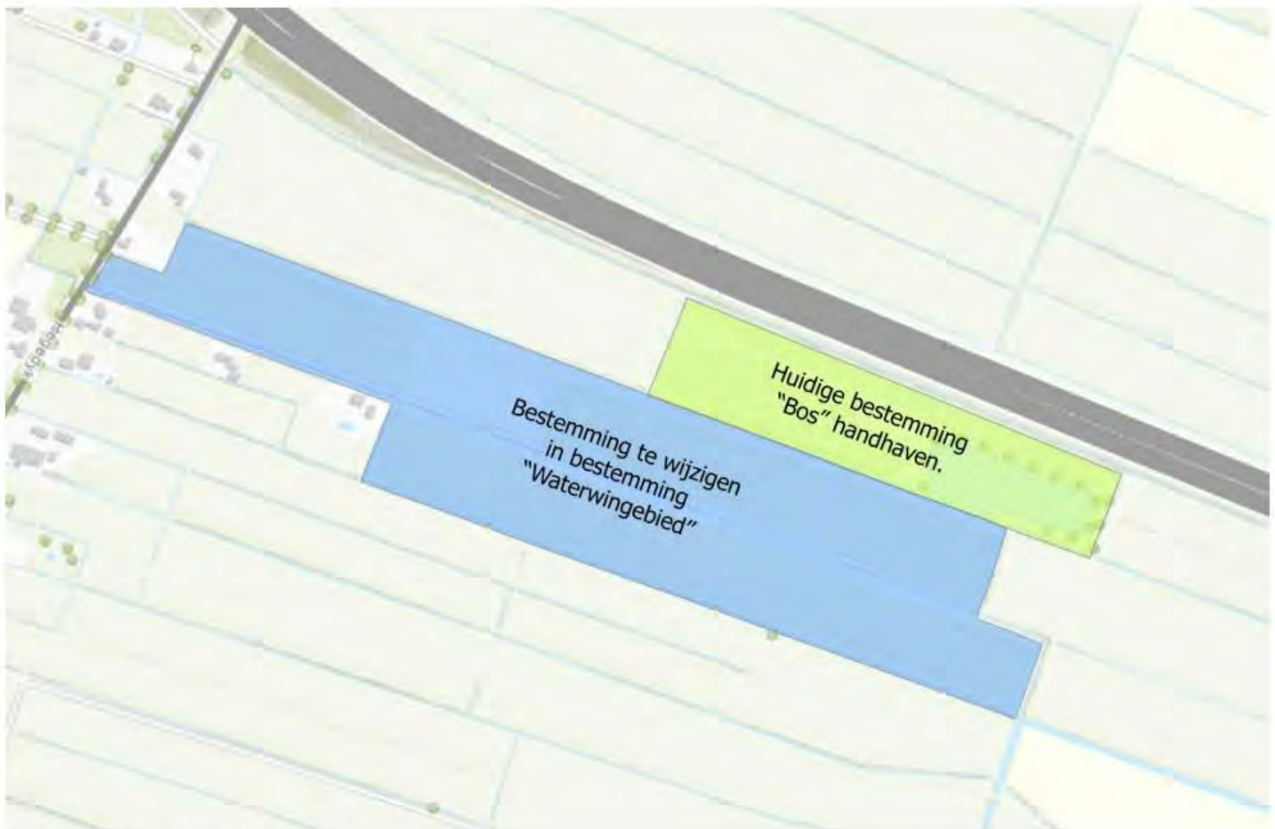 Huidige bestemming
“Bos” handhaven.
Bestemming te wijzigen
in bestemming
“Waterwingebied”